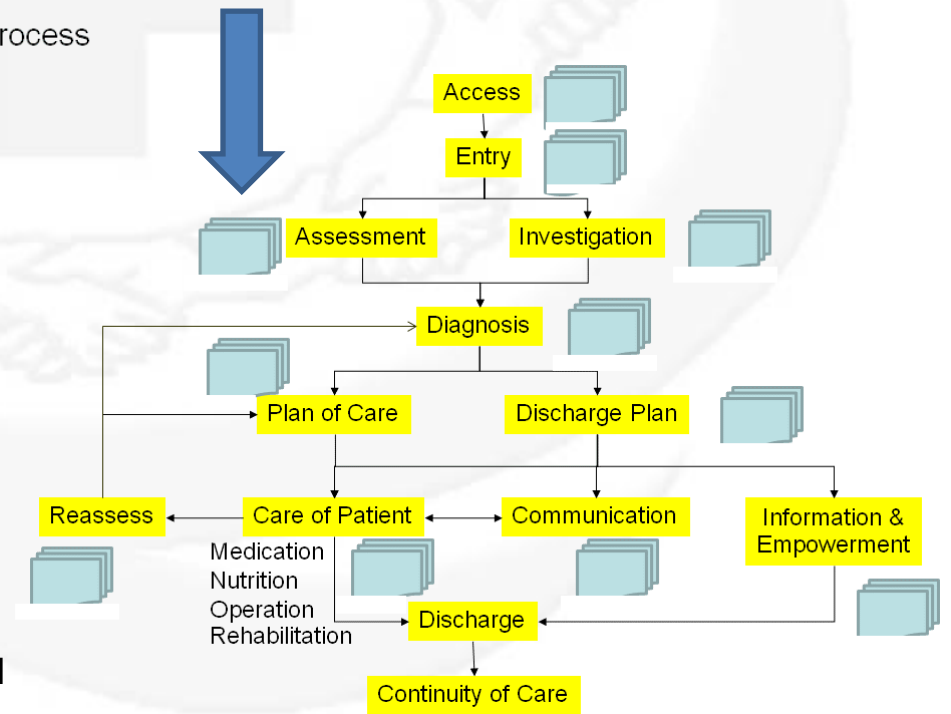 rocess
Access
Entry
Assessment
Investigation
Diagnosis
Plan of Care
Discharge Plan
Reassess
Care of Patient
Communication
Information &
Empowerment
Medication
Nutrition
Operation
Rehabilitation
Discharge
Continuity of Care